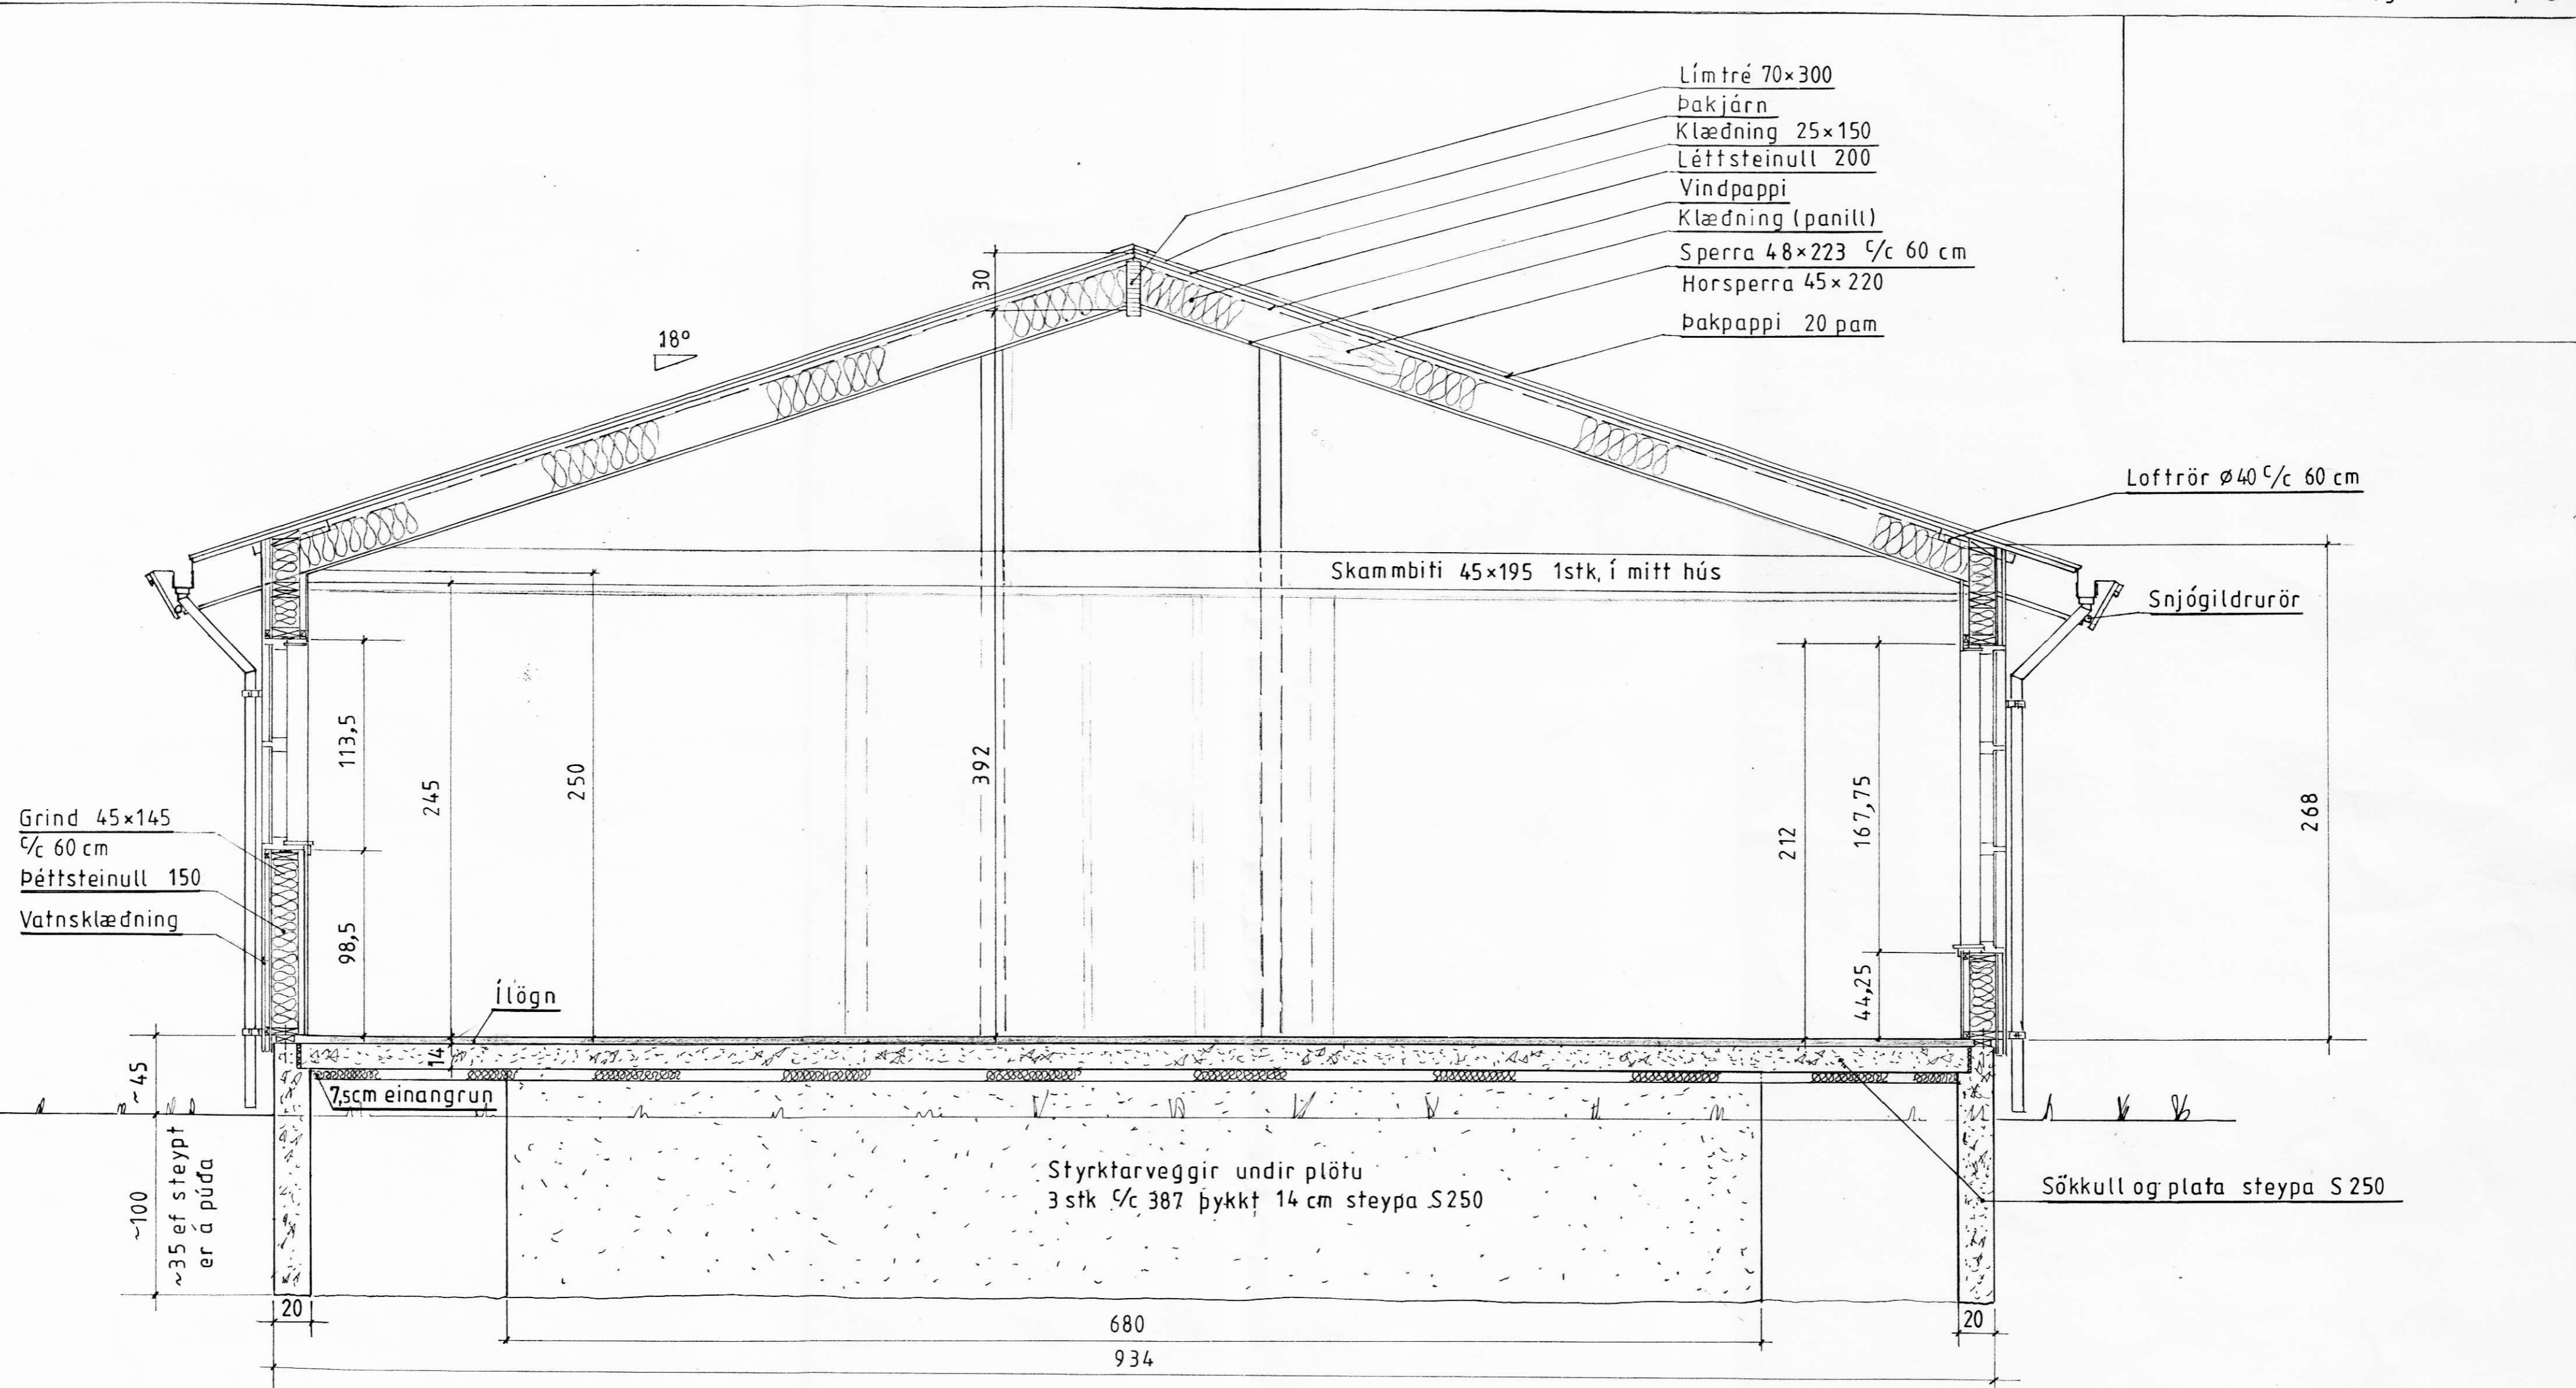 Límtré 70×300
Þakjárn
Klæðning 25×150
Léttsteinull 200
Vindpappi
Klæðning (panill)
Sperra 48×223 c/c 60 cm
Horsperra 45×220
Þakpappi 20 pam
30
18°
Loftrör ø40 c/c 60 cm
Skammbiti 45×195 1stk, í mitt hús
Snjógildrurör
113,5
245
250
392
212
167,75
268
Grind 45×145
c/c 60 cm
Þéttsteinull 150
Vatnsklæðning
98,5
44,25
Ílögn
14
~45
7,5cm einangrun
~100
~35 ef steypt
er á púða
Styrktarveggir undir plötu
3 stk c/c 387 þykkt 14 cm steypa S250
Sökkull og plata steypa S 250
20
20
680
934